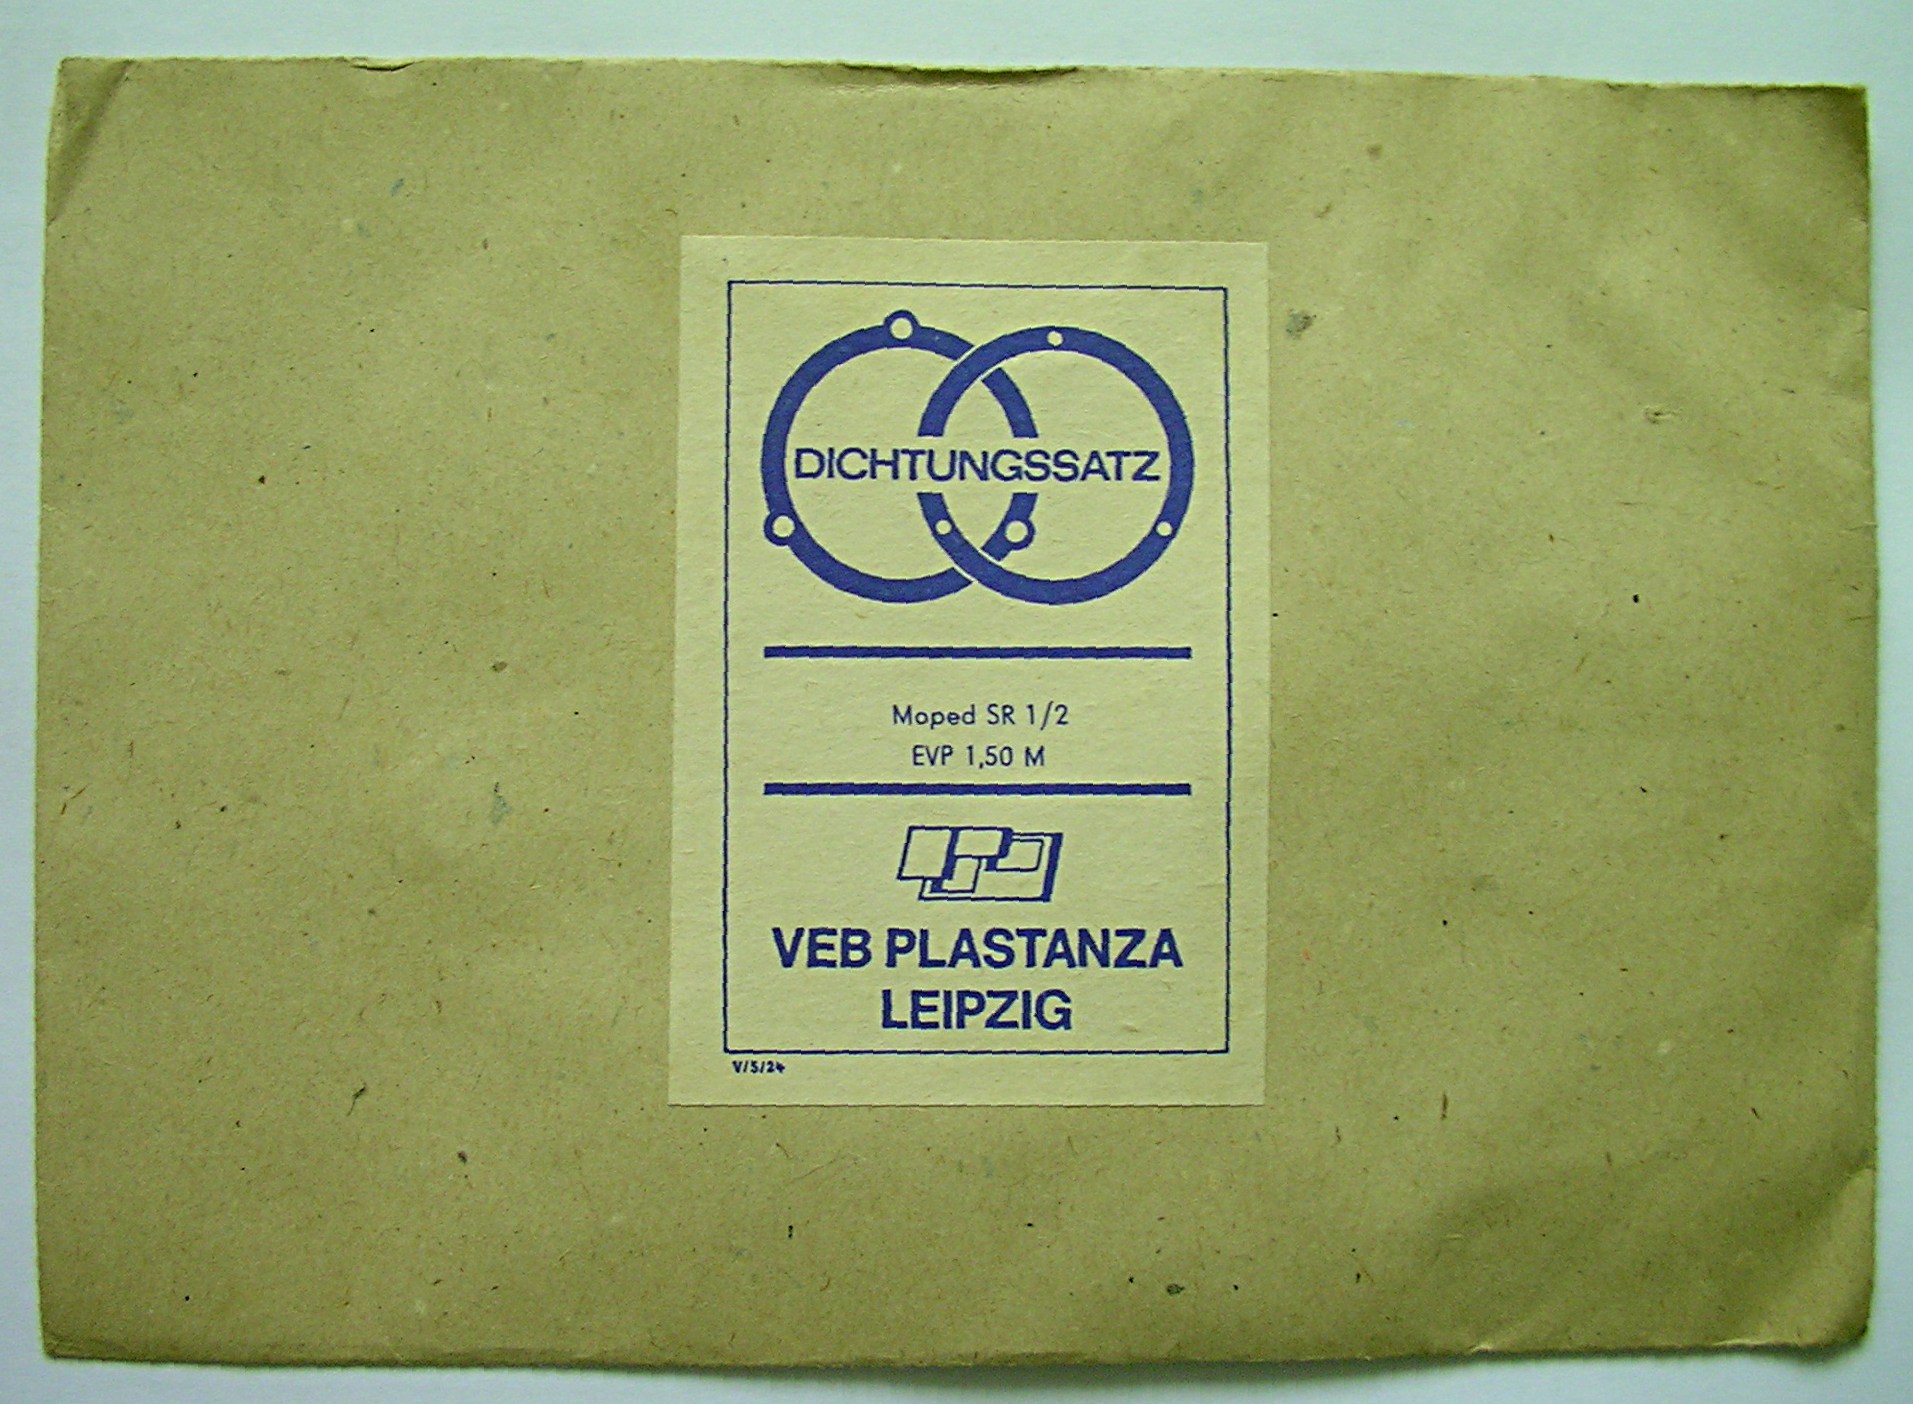 DICHTUNGSSATZ
Moped SR 1/2
EVP 1,50 M
VEB PLASTANZA
LEIPZIG
V/5/24